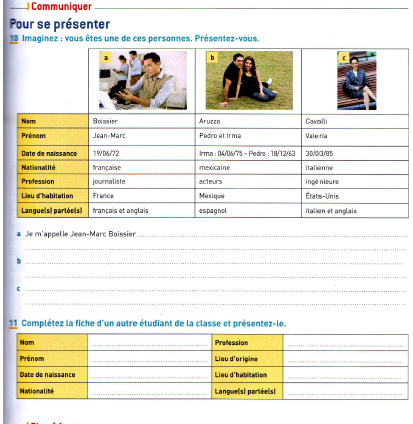 Communiquer
Pour se présenter
10 Imaginez : vous êtes une de ces personnes. Présentez-vous.
a b c
Nom Boissier Aruzza Cavalli
Prénom Jean-Marc Pedro et Irma Valeria
Date de naissance 19/06/72 Irma : 04/06/75 – Pedro : 18/12/63 30/03/85
Nationalité française mexicaine italienne
Profession journaliste acteurs ingénieure
Lieu d'habitation France Mexique États-Unis
Langue(s) parlée(s) français et anglais espagnol italien et anglais
a Je m'appelle Jean-Marc Boissier
b
c
11 Complétez la fiche d'un autre étudiant de la classe et présentez-le.
Nom Profession
Prénom Lieu d'origine
Date de naissance Lieu d'habitation
Nationalité Langue(s) parlée(s)